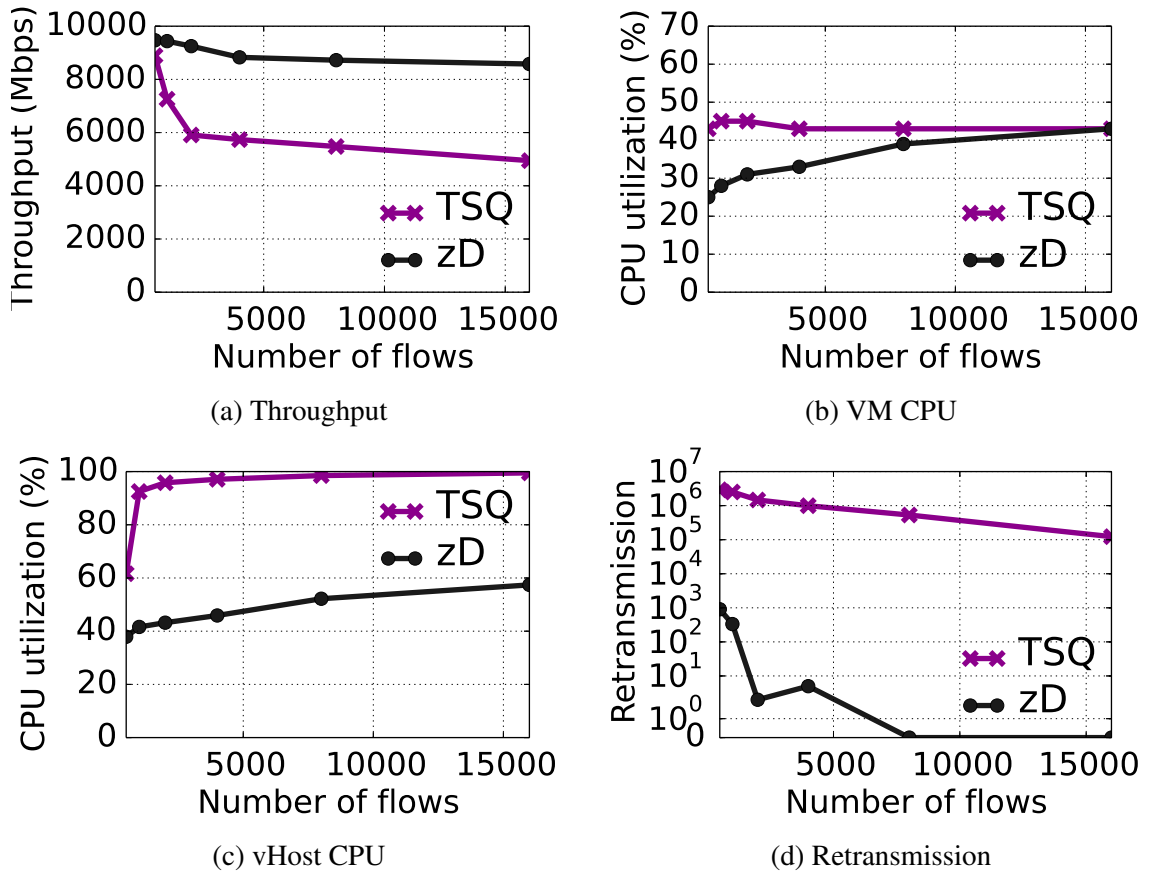 Throughput (Mbps)
10000
8000
6000
4000
2000
0
TSQ
zD
5000 10000 15000
Number of flows
(a) Throughput
CPU utilization (%)
70
60
50
40
30
20
10
0
TSQ
zD
5000 10000 15000
Number of flows
(b) VM CPU
CPU utilization (%)
100
80
60
40
20
0
TSQ
zD
5000 10000 15000
Number of flows
(c) vHost CPU
Retransmission
10^7
10^6
10^5
10^4
10^3
10^2
10^1
10^0
0
TSQ
zD
5000 10000 15000
Number of flows
(d) Retransmission